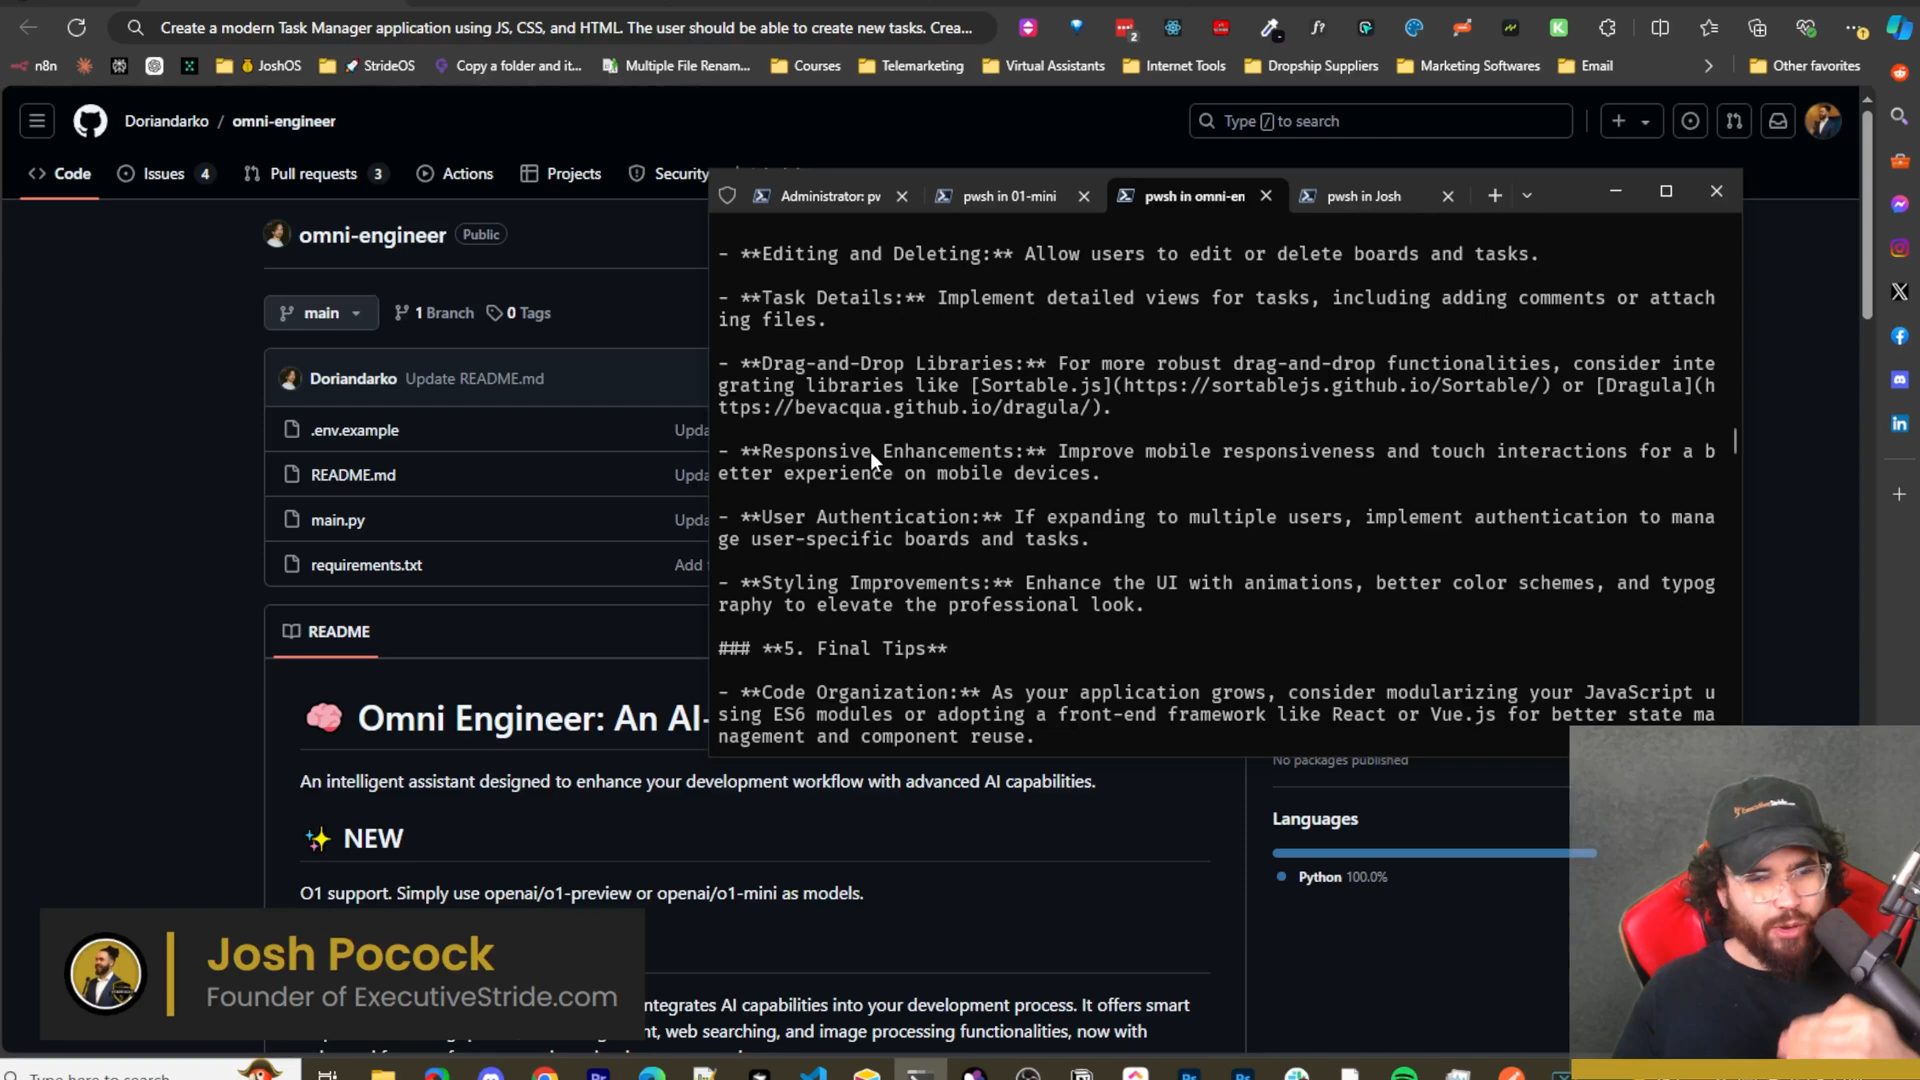 Create a modern Task Manager application using JS, CSS, and HTML. The user should be able to create new tasks. Crea...
f?
2
n8n
JoshOS
StrideOS
Copy a folder and it...
Multiple File Renam...
Courses
Telemarketing
Virtual Assistants
Internet Tools
Dropship Suppliers
Marketing Softwares
Email
Other favorites
Doriandarko / omni-engineer
Type / to search
Code
Issues 4
Pull requests 3
Actions
Projects
Security
Administrator: pv
pwsh in 01-mini
pwsh in omni-en
pwsh in Josh
omni-engineer Public
main
1 Branch
0 Tags
Doriandarko Update README.md
.env.example Upda
README.md Upda
main.py Upda
requirements.txt Add
README
- **Editing and Deleting:** Allow users to edit or delete boards and tasks.
- **Task Details:** Implement detailed views for tasks, including adding comments or attach
ing files.
- **Drag-and-Drop Libraries:** For more robust drag-and-drop functionalities, consider inte
grating libraries like [Sortable.js](https://sortablejs.github.io/Sortable/) or [Dragula](h
ttps://bevacqua.github.io/dragula/).
- **Responsive Enhancements:** Improve mobile responsiveness and touch interactions for a b
etter experience on mobile devices.
- **User Authentication:** If expanding to multiple users, implement authentication to mana
ge user-specific boards and tasks.
- **Styling Improvements:** Enhance the UI with animations, better color schemes, and typog
raphy to elevate the professional look.
### **5. Final Tips**
- **Code Organization:** As your application grows, consider modularizing your JavaScript u
sing ES6 modules or adopting a front-end framework like React or Vue.js for better state ma
nagement and component reuse.
Omni Engineer: An AI-
An intelligent assistant designed to enhance your development workflow with advanced AI capabilities.
NEW
O1 support. Simply use openai/o1-preview or openai/o1-mini as models.
No packages published
Languages
Python 100.0%
Josh Pocock
Founder of ExecutiveStride.com
integrates AI capabilities into your development process. It offers smart
nt, web searching, and image processing functionalities, now with
Type here to search